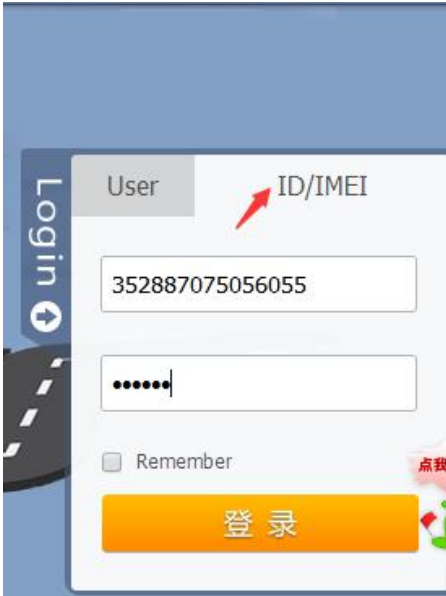 Login
User
ID/IMEI
352887075056055
••••••
Remember
登 录
点我